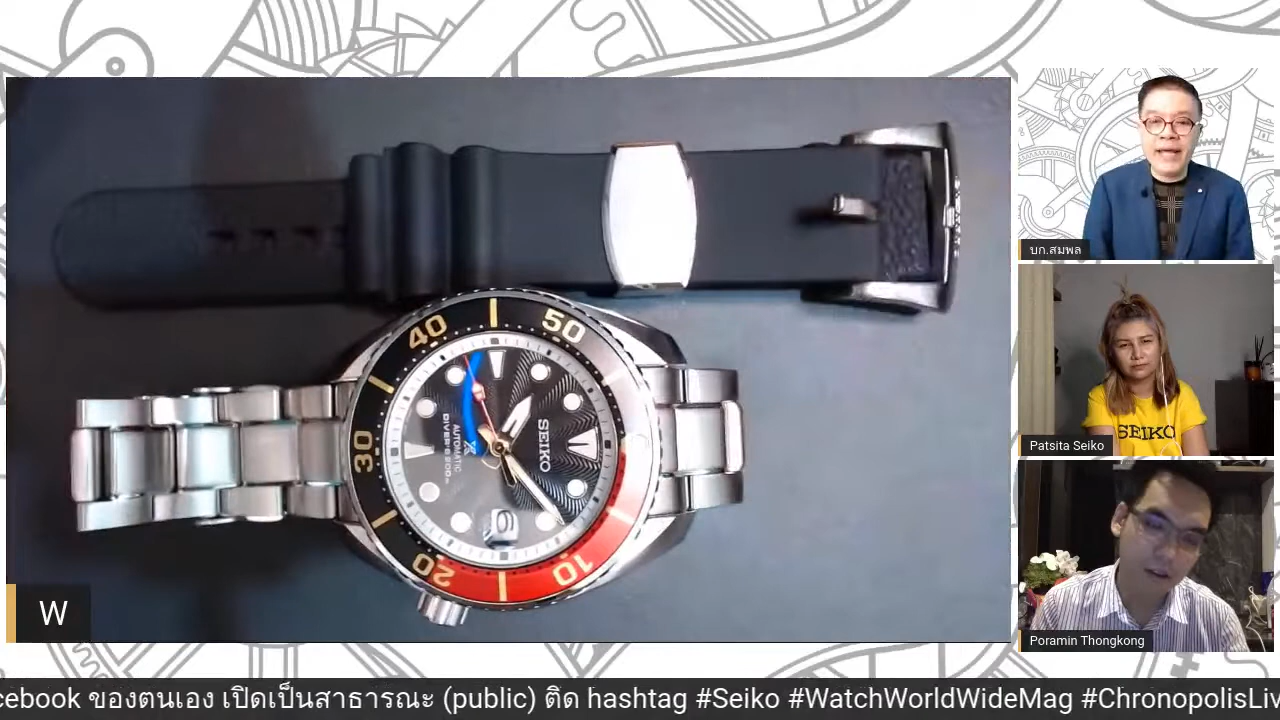 50
40
30
20
10
SEIKO
AUTOMATIC
DIVER'S 200m
W
บก.สมพล
SEIKO
Patsita Seiko
Poramin Thongkong
cebook ของตนเอง เปิดเป็นสาธารณะ (public) ติด hashtag #Seiko #WatchWorldWideMag #ChronopolisLiv